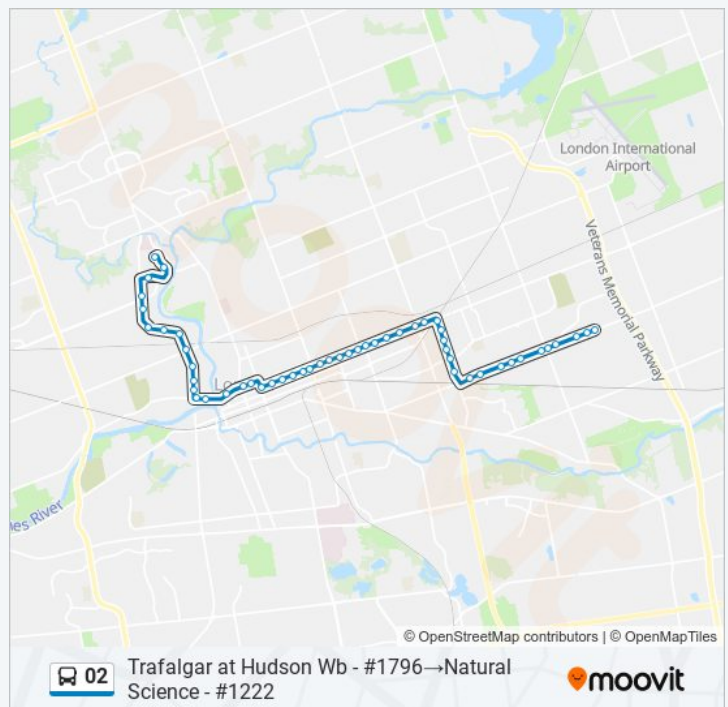 London International
Airport
Veterans Memorial Parkway
Lo
es River
© OpenStreetMap contributors | © OpenMapTiles
02
Trafalgar at Hudson Wb - #1796→Natural
Science - #1222
moovit